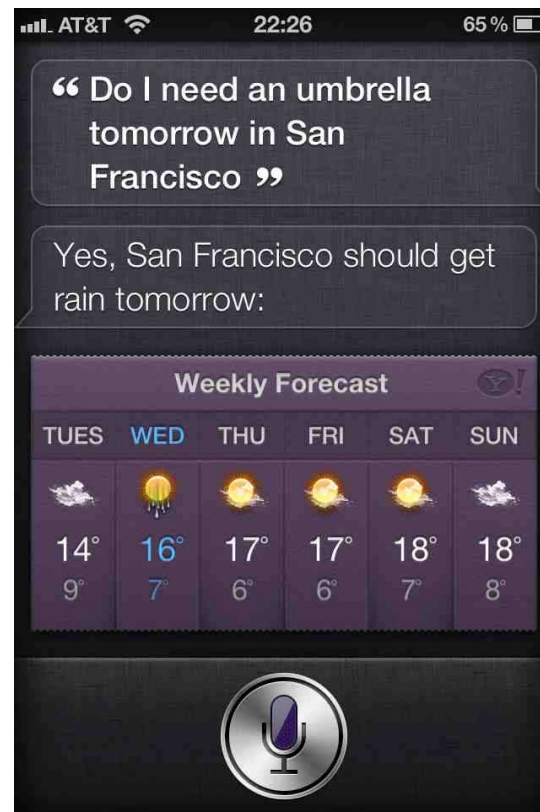 AT&T 22:26 65%
“ Do I need an umbrella
tomorrow in San
Francisco ”
Yes, San Francisco should get
rain tomorrow:
Weekly Forecast Y!
TUES WED THU FRI SAT SUN
14° 16° 17° 17° 18° 18°
9° 7° 6° 6° 7° 8°